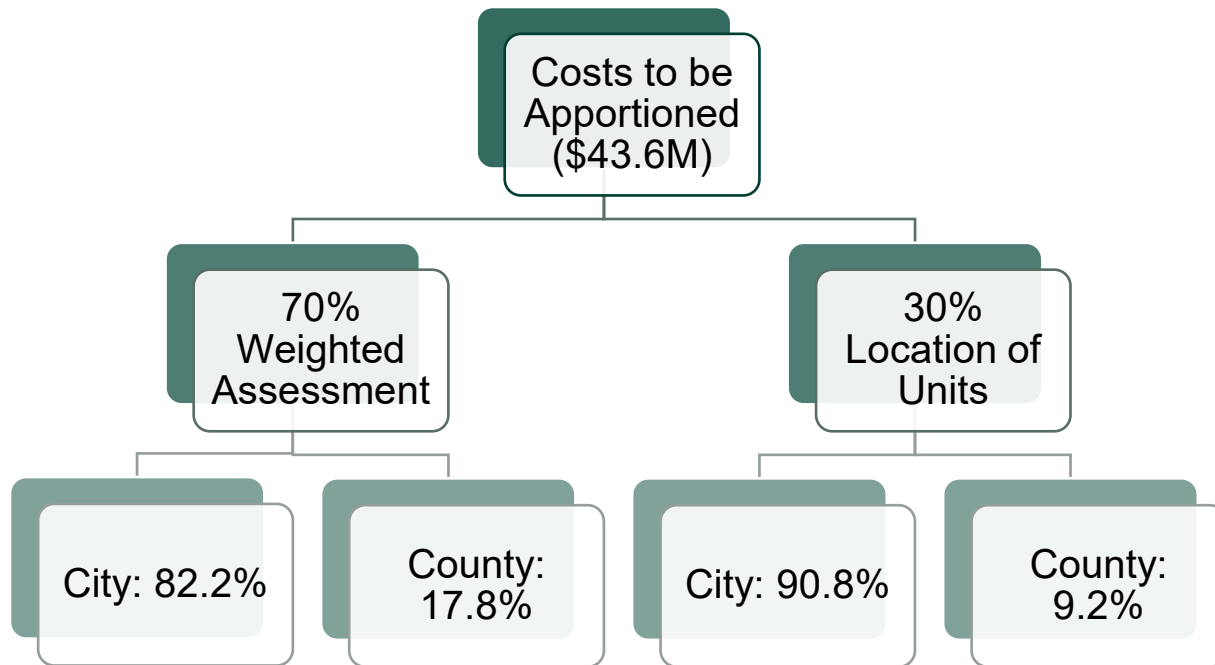 Costs to be
Apportioned
($43.6M)
70%
Weighted
Assessment
30%
Location of
Units
City: 82.2%
County:
17.8%
City: 90.8%
County:
9.2%